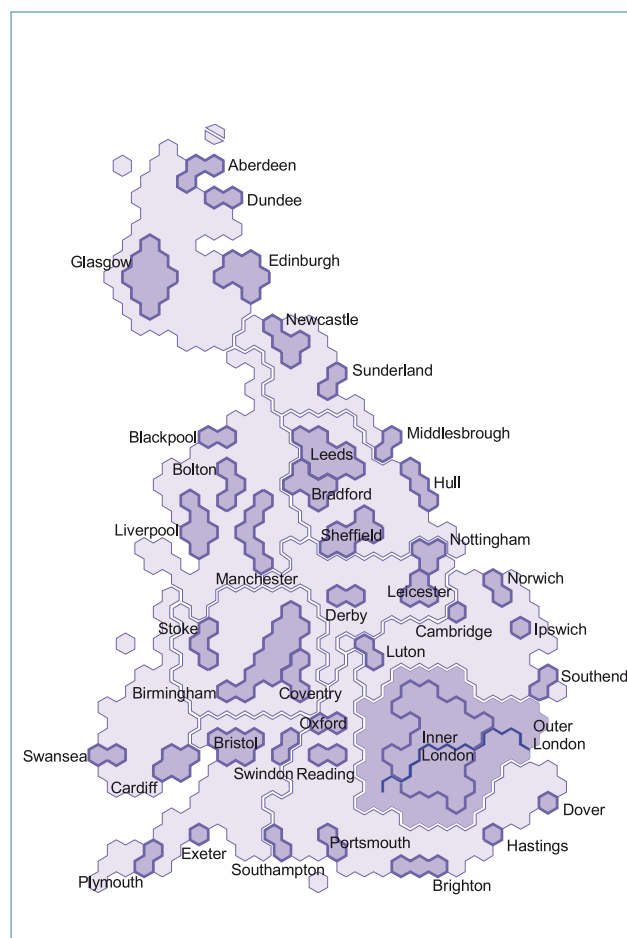 Aberdeen
Dundee
Glasgow
Edinburgh
Newcastle
Sunderland
Blackpool
Middlesbrough
Bolton
Leeds
Hull
Bradford
Liverpool
Sheffield
Nottingham
Manchester
Norwich
Leicester
Derby
Cambridge
Ipswich
Stoke
Luton
Southend
Birmingham
Coventry
Oxford
Outer
London
Inner
London
Bristol
Swansea
Swindon
Reading
Cardiff
Dover
Exeter
Portsmouth
Hastings
Plymouth
Southampton
Brighton